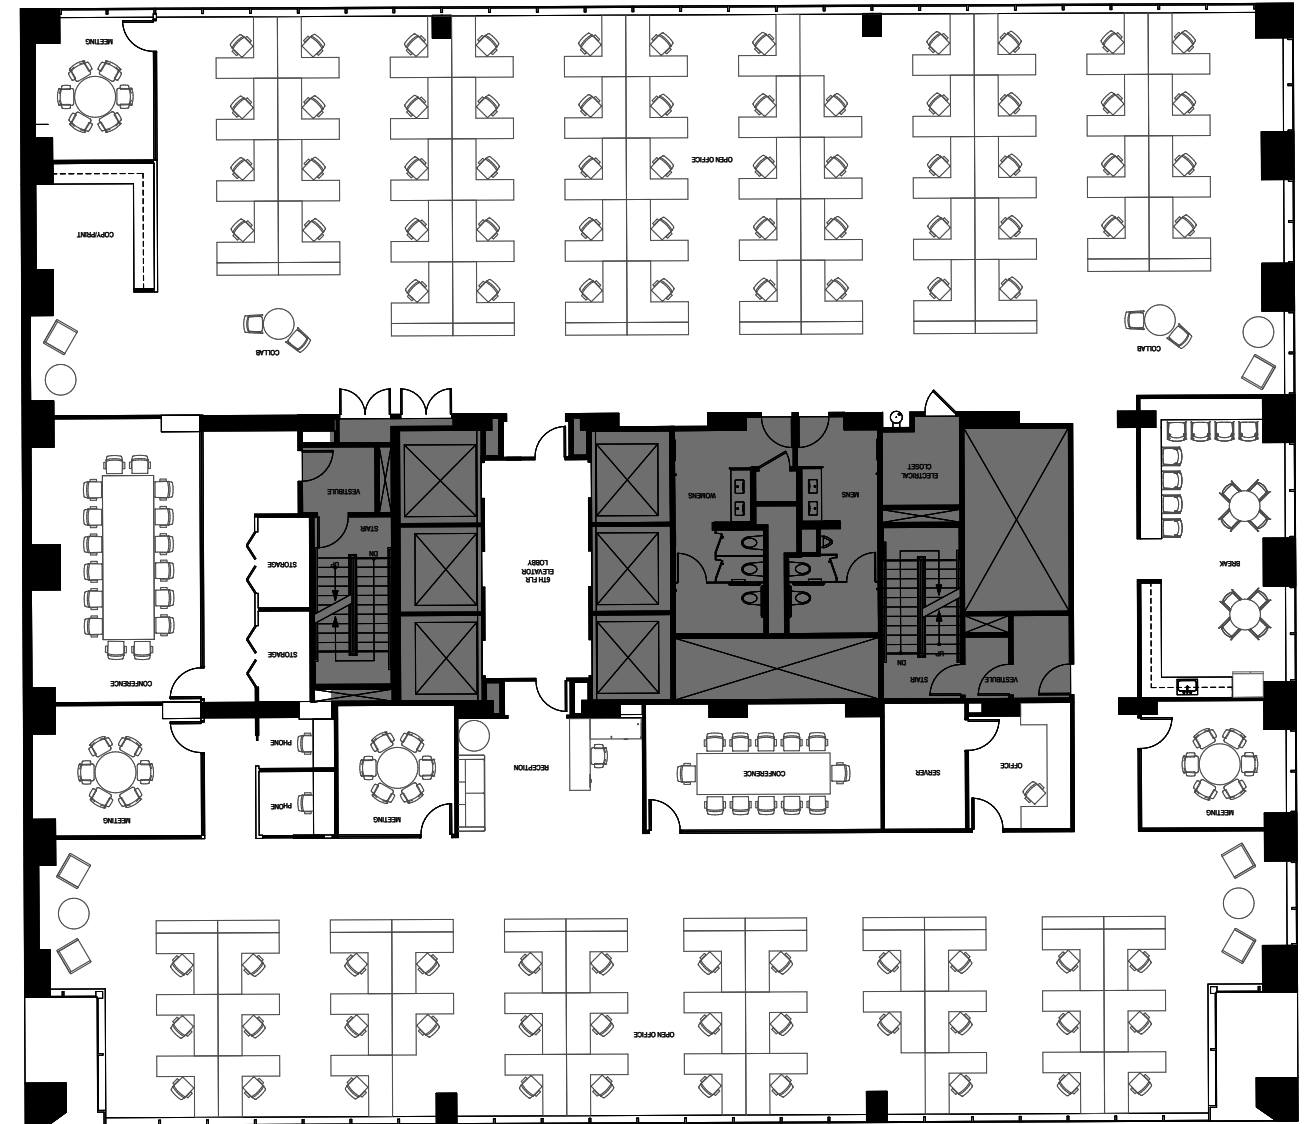 MEETING
OPEN OFFICE
COPY/PRINT
COLLAB
COLLAB
ELECTRICAL
CLOSET
VESTIBULE
WOMENS
MENS
STAIR
DN
UP
STORAGE
6TH FLR
ELEVATOR
LOBBY
BREAK
STORAGE
UP
DN
STAIR
VESTIBULE
CONFERENCE
PHONE
RECEPTION
CONFERENCE
SERVER
OFFICE
PHONE
MEETING
MEETING
MEETING
OPEN OFFICE